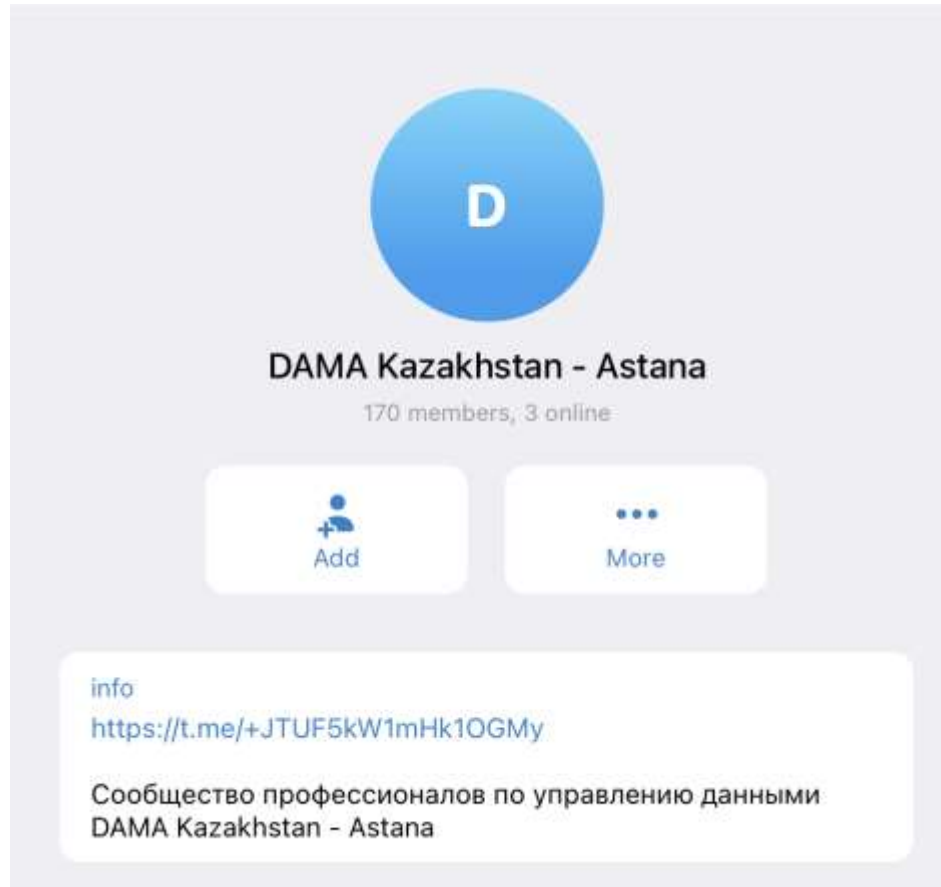 D
DAMA Kazakhstan - Astana
170 members, 3 online
Add
More
info
https://t.me/+JTUF5kW1mHk1OGMy
Сообщество профессионалов по управлению данными
DAMA Kazakhstan - Astana